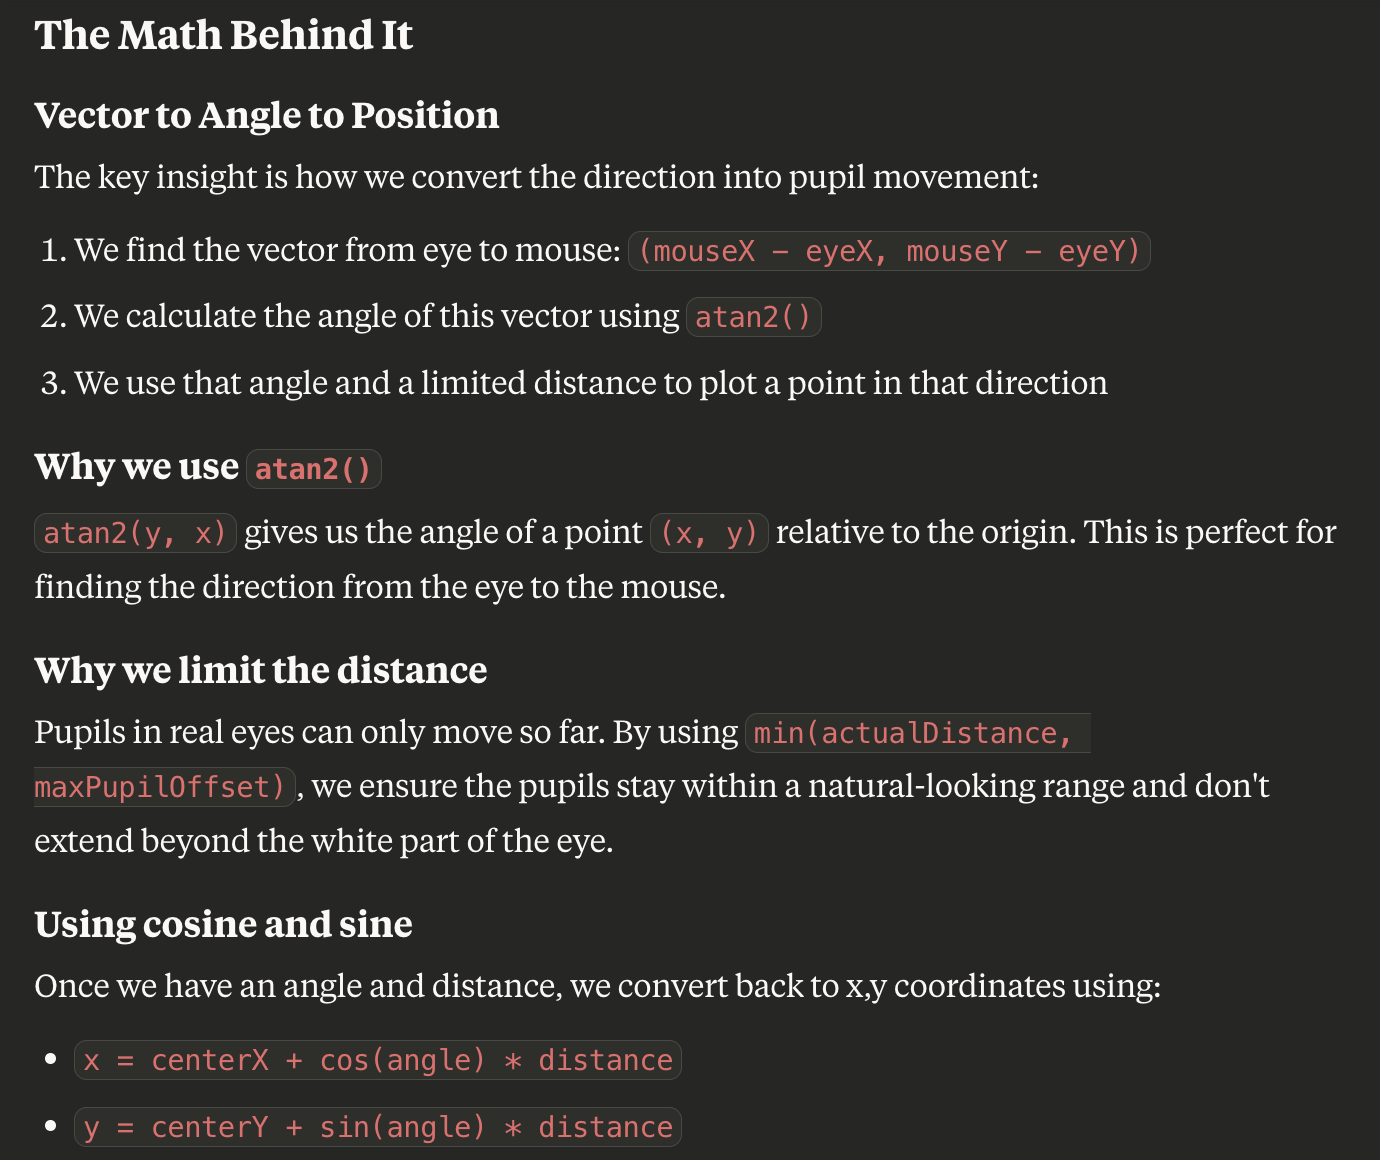 The Math Behind It
Vector to Angle to Position
The key insight is how we convert the direction into pupil movement:
1. We find the vector from eye to mouse: (mouseX - eyeX, mouseY - eyeY)
2. We calculate the angle of this vector using atan2()
3. We use that angle and a limited distance to plot a point in that direction
Why we use atan2()
atan2(y, x) gives us the angle of a point (x, y) relative to the origin. This is perfect for
finding the direction from the eye to the mouse.
Why we limit the distance
Pupils in real eyes can only move so far. By using min(actualDistance,
maxPupilOffset), we ensure the pupils stay within a natural-looking range and don't
extend beyond the white part of the eye.
Using cosine and sine
Once we have an angle and distance, we convert back to x,y coordinates using:
• x = centerX + cos(angle) * distance
• y = centerY + sin(angle) * distance